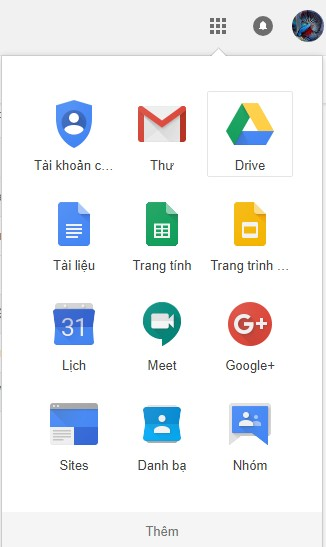 Tài khoản c...
Thư
Drive
Tài liệu
Trang tính
Trang trình ...
31
Lịch
Meet
G+
Google+
Sites
Danh bạ
Nhóm
Thêm